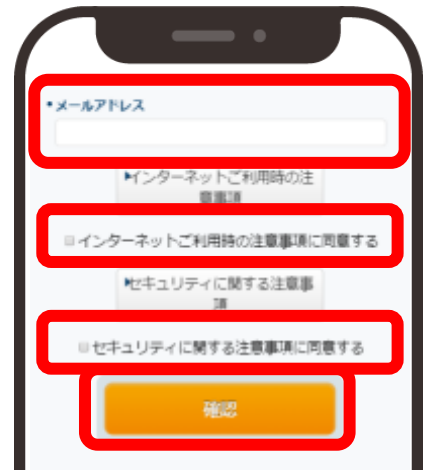 •メールアドレス
インターネットご利用時の注
意事項
インターネットご利用時の注意事項に同意する
セキュリティに関する注意事
項
セキュリティに関する注意事項に同意する
確認